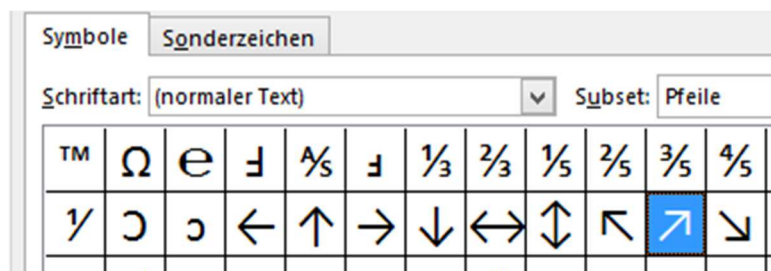 Symbole Sonderzeichen
Schriftart: (normaler Text) Subset: Pfeile
™ Ω ℮ Ⅎ ⅍ ⅎ ⅓ ⅔ ⅕ ⅖ ⅗ ⅘
⅟ Ↄ ↄ ← ↑ → ↓ ↔ ↕ ↖ ↗ ↘